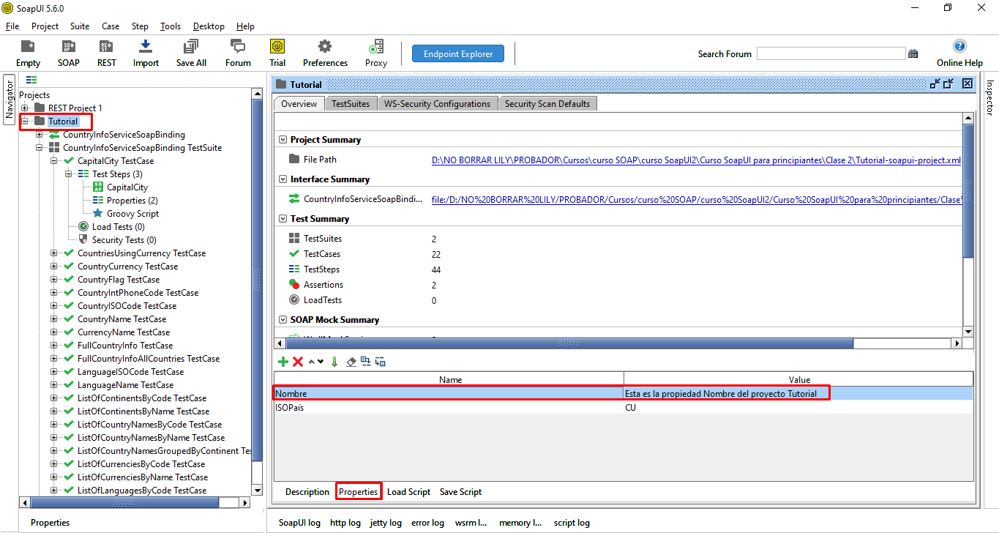 SoapUI 5.6.0
File Project Suite Case Step Tools Desktop Help
Empty SOAP REST Import Save All Forum Trial Preferences Proxy
Endpoint Explorer
Search Forum
Online Help
Navigator
Projects
REST Project 1
Tutorial
CountryInfoServiceSoapBinding
CountryInfoServiceSoapBinding TestSuite
CapitalCity TestCase
Test Steps (3)
CapitalCity
Properties (2)
Groovy Script
Load Tests (0)
Security Tests (0)
CountriesUsingCurrency TestCase
CountryCurrency TestCase
CountryFlag TestCase
CountryIntPhoneCode TestCase
CountryISOCode TestCase
CountryName TestCase
CurrencyName TestCase
FullCountryInfo TestCase
FullCountryInfoAllCountries TestCase
LanguageISOCode TestCase
LanguageName TestCase
ListOfContinentsByCode TestCase
ListOfContinentsByName TestCase
ListOfCountryNamesByCode TestCase
ListOfCountryNamesByName TestCase
ListOfCountryNamesGroupedByContinent Tes
ListOfCurrenciesByCode TestCase
ListOfCurrenciesByName TestCase
ListOfLanguagesByCode TestCase
Properties
Tutorial
Overview TestSuites WS-Security Configurations Security Scan Defaults
Project Summary
File Path D:\NO BORRAR LILY\PROBADOR\Cursos\curso SOAP\curso SoapUI2\Curso SoapUI para principiantes\Clase 2\Tutorial-soapui-project.xml
Interface Summary
CountryInfoServiceSoapBindi... file:/D:/NO%20BORRAR%20LILY/PROBADOR/Cursos/curso%20SOAP/curso%20SoapUI2/Curso%20SoapUI%20para%20principiantes/Clase%
Test Summary
TestSuites 2
TestCases 22
TestSteps 44
Assertions 2
LoadTests 0
SOAP Mock Summary
Name Value
Nombre Esta es la propiedad Nombre del proyecto Tutorial
ISOPaís CU
Description Properties Load Script Save Script
SoapUI log http log jetty log error log wsrm l... memory l... script log
Inspector